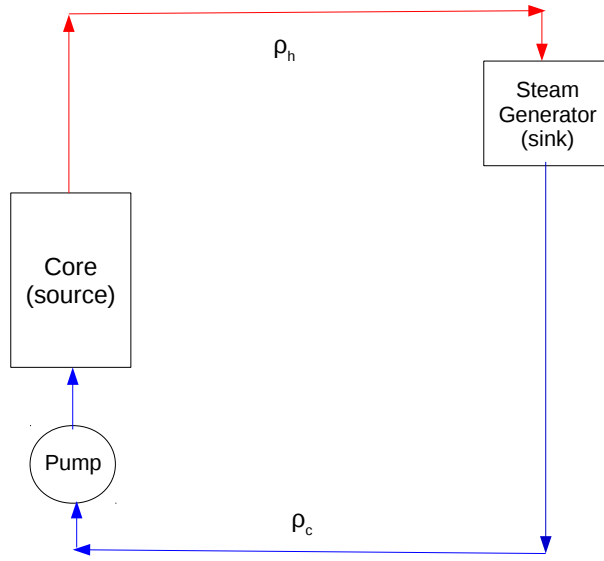 ρh
Steam
Generator
(sink)
Core
(source)
Pump
ρc